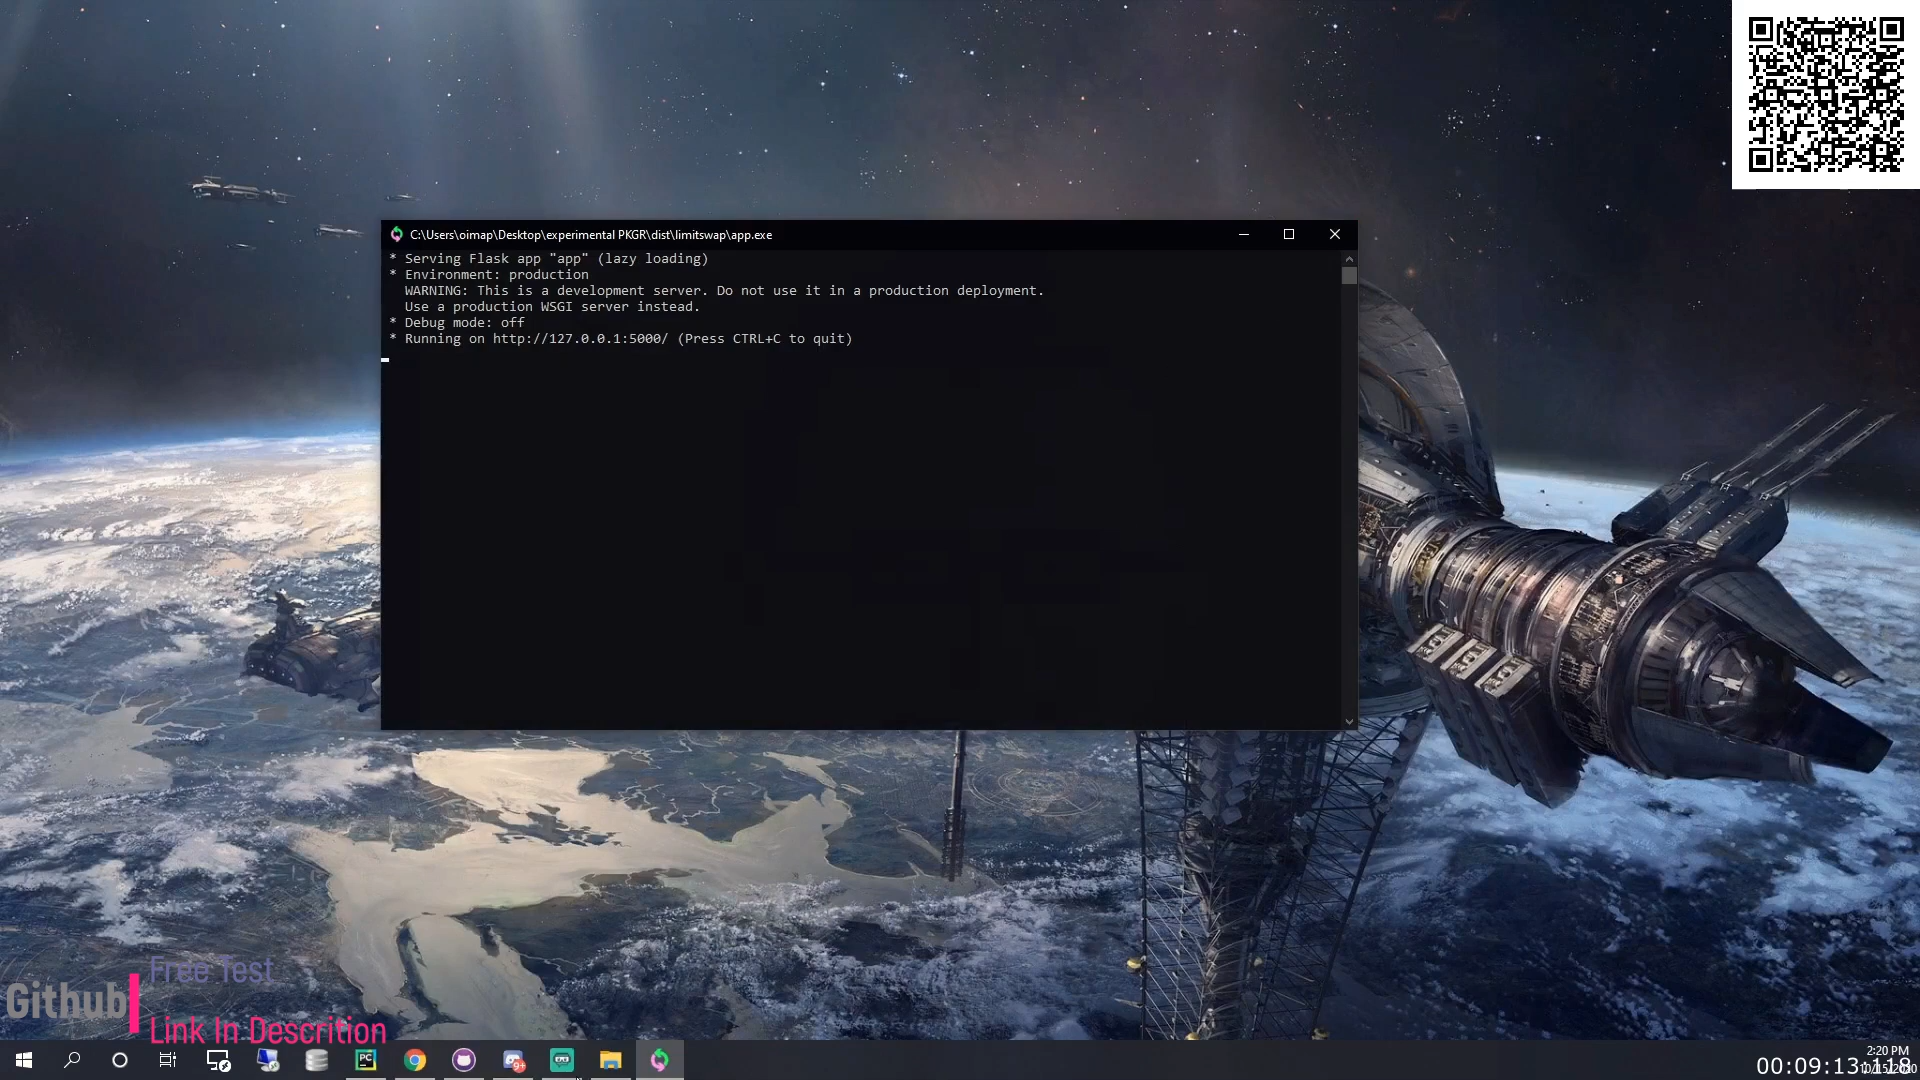 C:\Users\oimap\Desktop\experimental PKGR\dist\limitswap\app.exe
* Serving Flask app "app" (lazy loading)
* Environment: production
WARNING: This is a development server. Do not use it in a production deployment.
Use a production WSGI server instead.
* Debug mode: off
* Running on http://127.0.0.1:5000/ (Press CTRL+C to quit)
Free Test
Github
Link In Descrition
PC
9+
2:20 PM
00:09:13:118